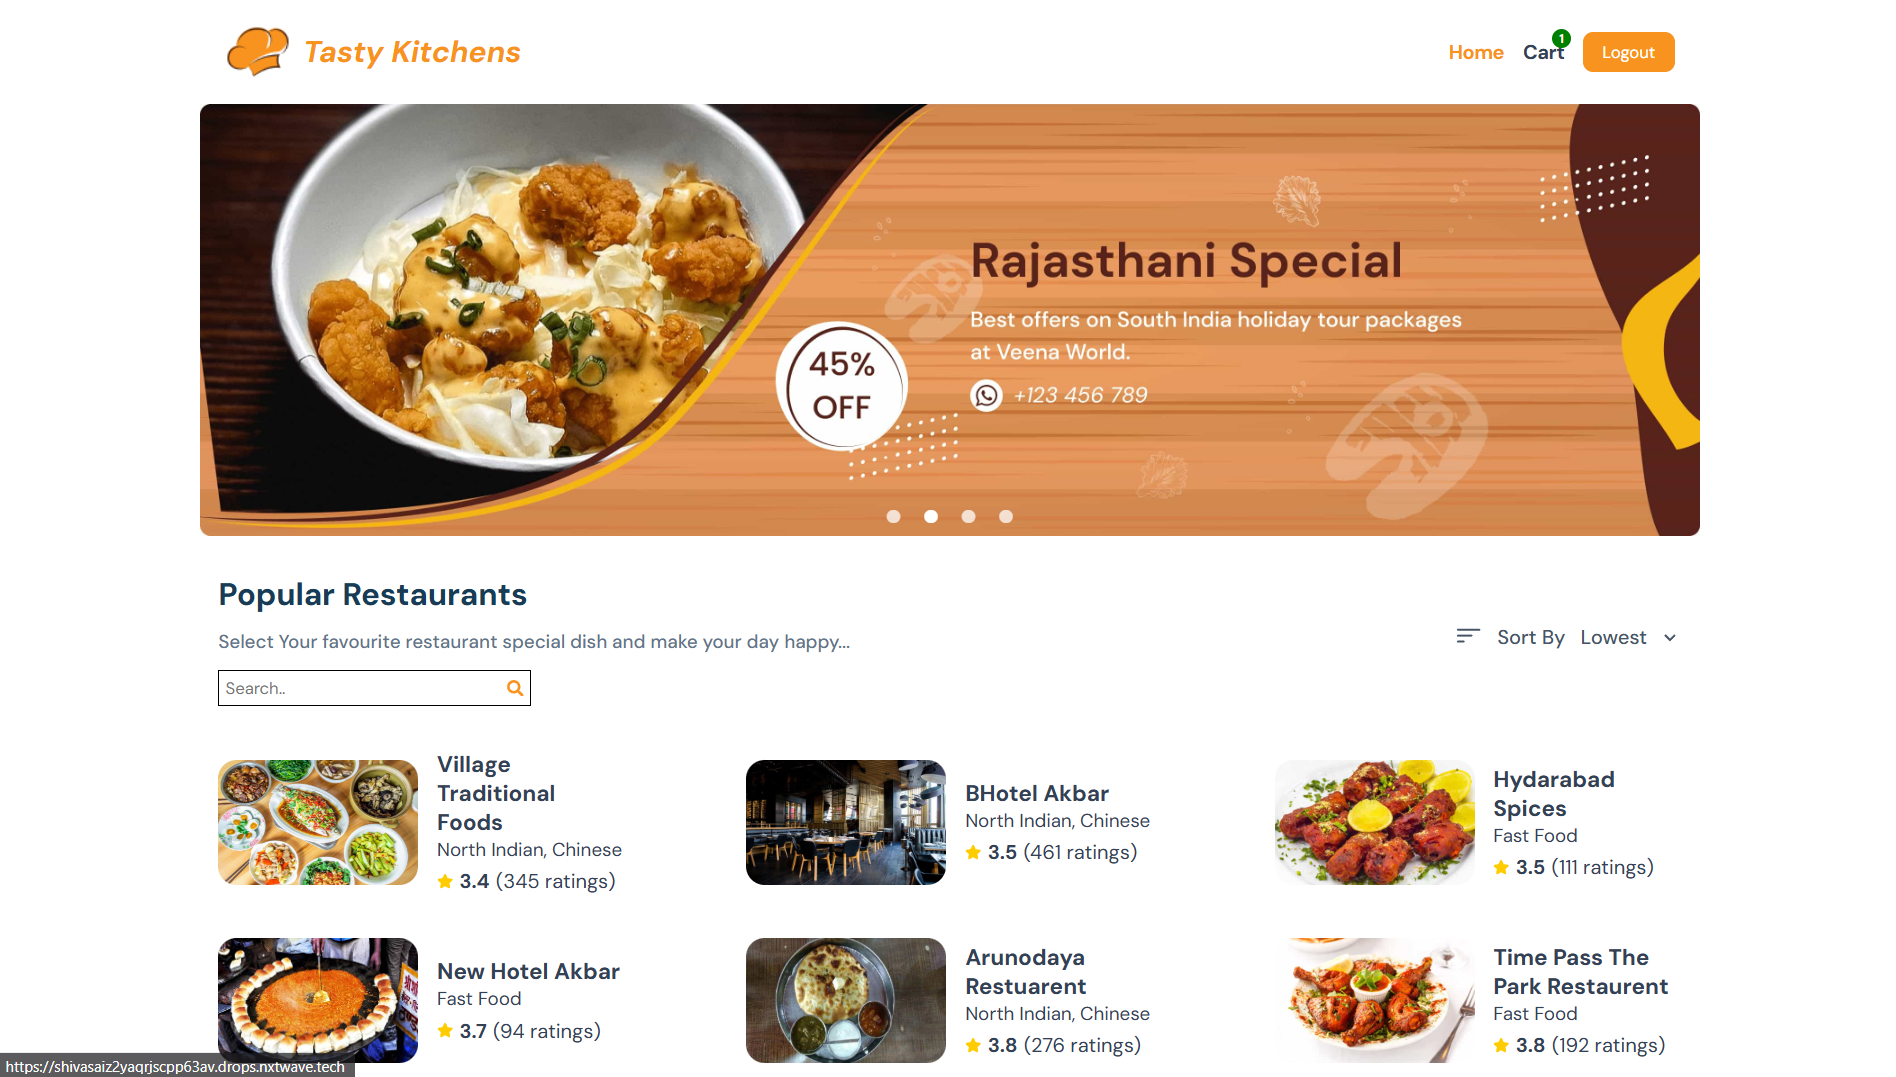 Tasty Kitchens
Home
Cart
1
Logout
Rajasthani Special
Best offers on South India holiday tour packages
at Veena World.
+123 456 789
45%
OFF
Popular Restaurants
Select Your favourite restaurant special dish and make your day happy...
Sort By Lowest
Search..
Village
Traditional
Foods
North Indian, Chinese
3.4 (345 ratings)
BHotel Akbar
North Indian, Chinese
3.5 (461 ratings)
Hydarabad
Spices
Fast Food
3.5 (111 ratings)
New Hotel Akbar
Fast Food
3.7 (94 ratings)
Arunodaya
Restuarent
North Indian, Chinese
3.8 (276 ratings)
Time Pass The
Park Restaurent
Fast Food
3.8 (192 ratings)
https://shivasaiz2yaqrjscpp63av.drops.nxtwave.tech